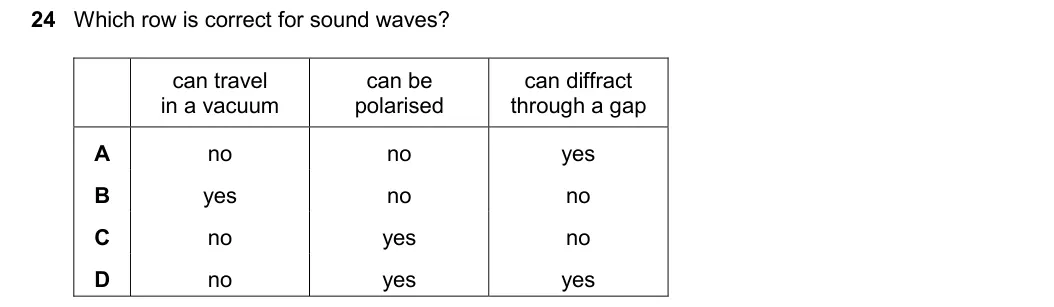 24 Which row is correct for sound waves?
can travel in a vacuum can be polarised can diffract through a gap
A no no yes
B yes no no
C no yes no
D no yes yes